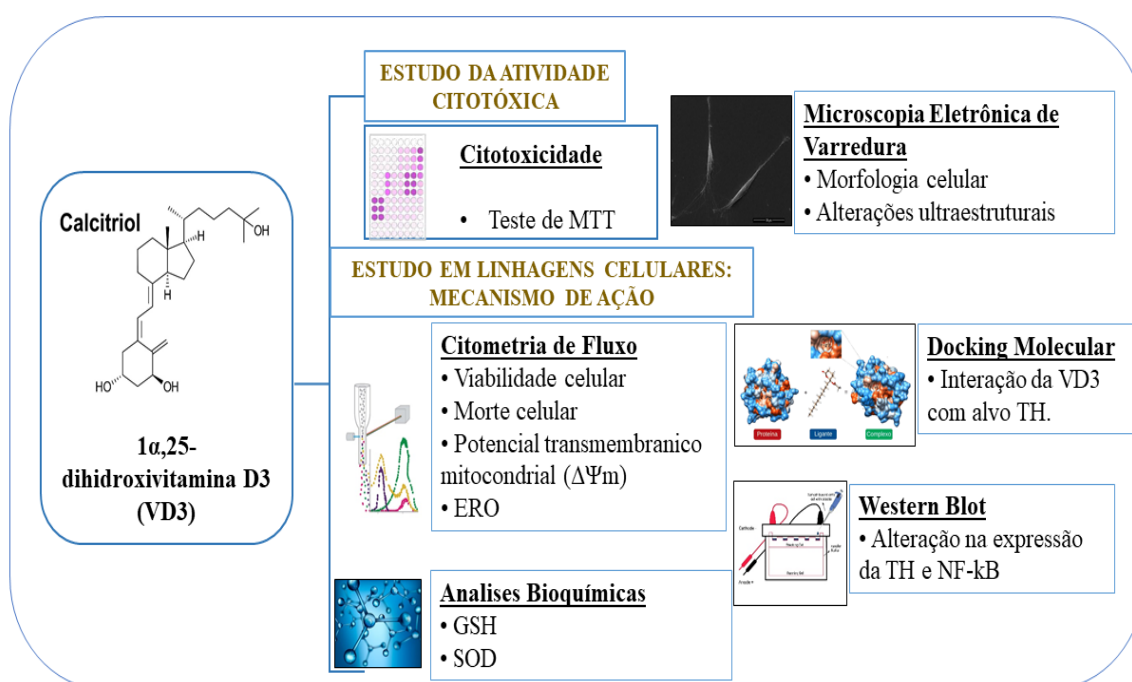 Calcitriol
OH
H
H
HO
OH
1α,25-
dihidroxivitamina D3
(VD3)
ESTUDO DA ATIVIDADE
CITOTÓXICA
Citotoxicidade
• Teste de MTT
Microscopia Eletrônica de
Varredura
• Morfologia celular
• Alterações ultraestruturais
ESTUDO EM LINHAGENS CELULARES:
MECANISMO DE AÇÃO
Citometria de Fluxo
• Viabilidade celular
• Morte celular
• Potencial transmembranico
mitocondrial (ΔΨm)
• ERO
Docking Molecular
• Interação da VD3
com alvo TH.
Proteína
Ligante
Complexo
Western Blot
• Alteração na expressão
da TH e NF-kB
Cathode
Analises Bioquímicas
• GSH
• SOD